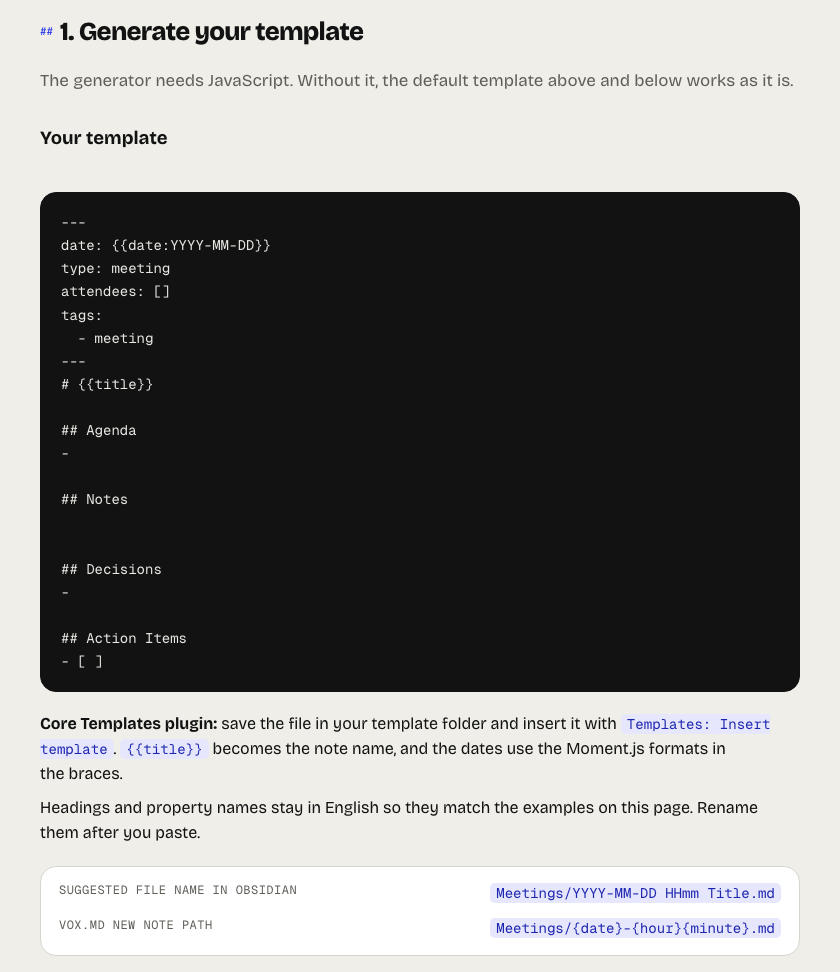 ## 1. Generate your template
The generator needs JavaScript. Without it, the default template above and below works as it is.
Your template
---
date: {{date:YYYY-MM-DD}}
type: meeting
attendees: []
tags:
  - meeting
---
# {{title}}

## Agenda
-

## Notes


## Decisions
-

## Action Items
- [ ]
Core Templates plugin: save the file in your template folder and insert it with Templates: Insert
template . {{title}} becomes the note name, and the dates use the Moment.js formats in
the braces.
Headings and property names stay in English so they match the examples on this page. Rename
them after you paste.
SUGGESTED FILE NAME IN OBSIDIAN Meetings/YYYY-MM-DD HHmm Title.md
VOX.MD NEW NOTE PATH Meetings/{date}-{hour}{minute}.md